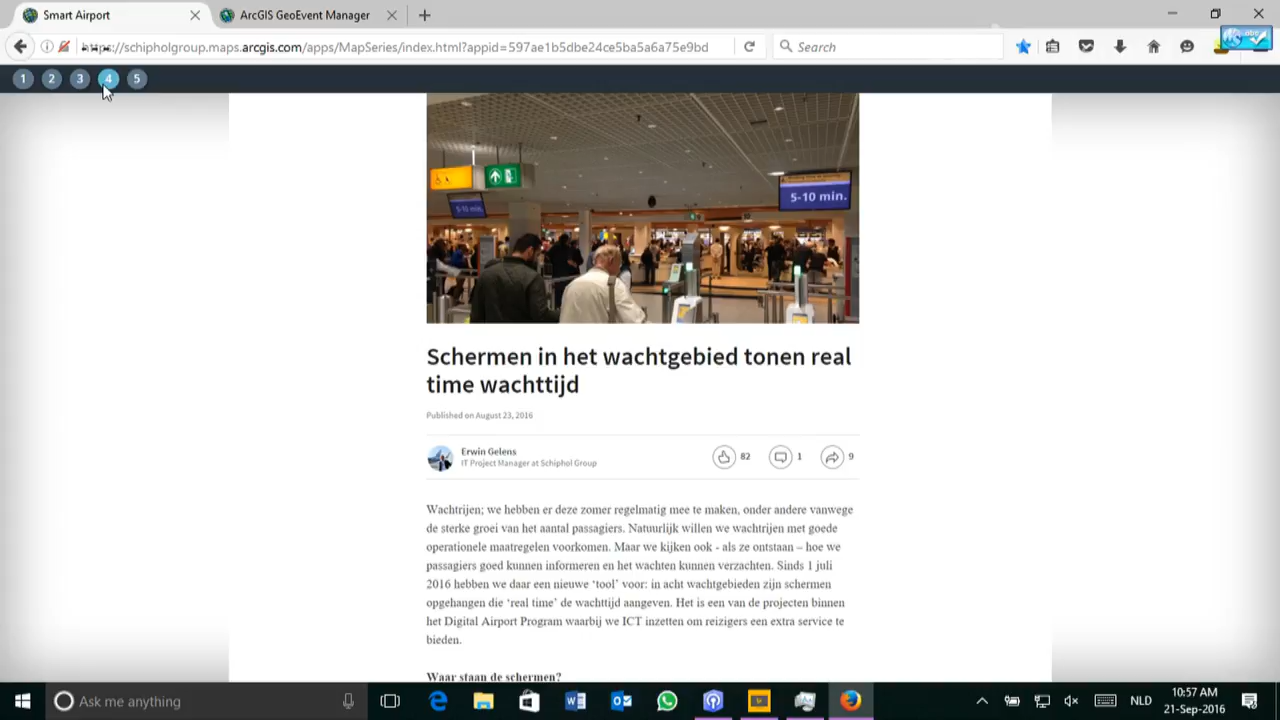 Smart Airport
ArcGIS GeoEvent Manager
https://schipholgroup.maps.arcgis.com/apps/MapSeries/index.html?appid=597ae1b5dbe24ce5ba5a6a75e9bd
Search
1 2 3 4 5
5-10 min.
5-10 min.
Schermen in het wachtgebied tonen real
time wachttijd
Published on August 23, 2016
Erwin Gelens
IT Project Manager at Schiphol Group
82
1
9
Wachtrijen; we hebben er deze zomer regelmatig mee te maken, onder andere vanwege
de sterke groei van het aantal passagiers. Natuurlijk willen we wachtrijen met goede
operationele maatregelen voorkomen. Maar we kijken ook - als ze ontstaan – hoe we
passagiers goed kunnen informeren en het wachten kunnen verzachten. Sinds 1 juli
2016 hebben we daar een nieuwe ‘tool’ voor: in acht wachtgebieden zijn schermen
opgehangen die ‘real time’ de wachttijd aangeven. Het is een van de projecten binnen
het Digital Airport Program waarbij we ICT inzetten om reizigers een extra service te
bieden.
Waar staan de schermen?
Ask me anything
NLD
10:57 AM
21-Sep-2016